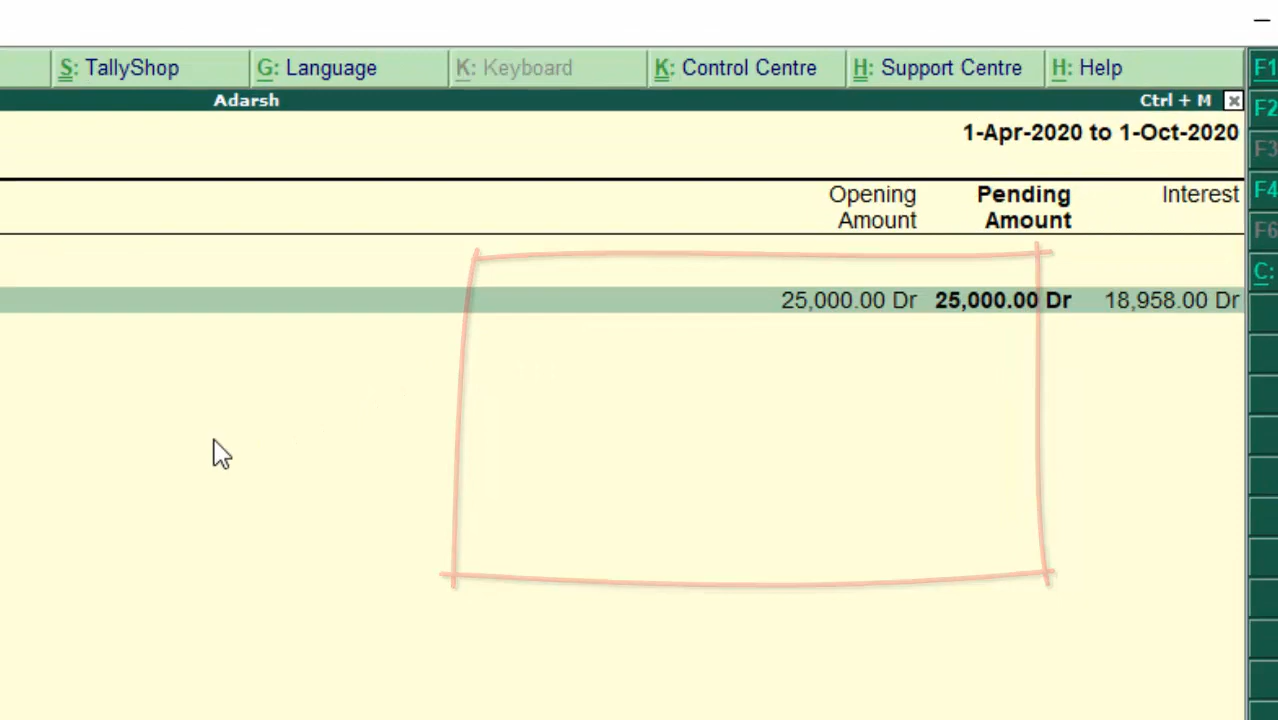 S: TallyShop G: Language K: Keyboard K: Control Centre H: Support Centre H: Help F1
Adarsh Ctrl + M
F2
1-Apr-2020 to 1-Oct-2020
F3
Opening Pending Interest F4
Amount Amount
F6
C:
25,000.00 Dr 25,000.00 Dr 18,958.00 Dr